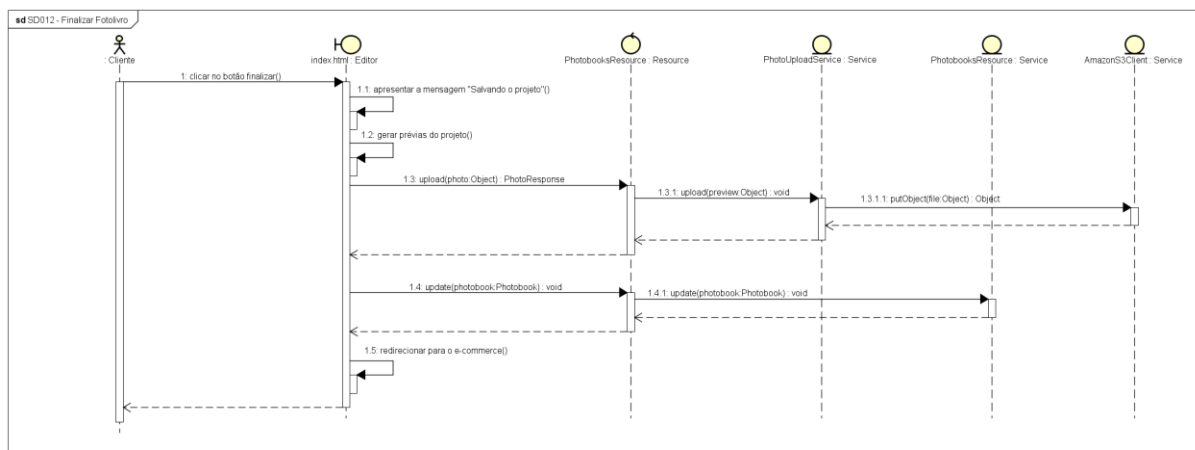 sd SD012 - Finalizar Fotolivro
: Cliente
index.html : Editor
PhotobooksResource : Resource
PhotoUploadService : Service
PhotobooksResource : Service
AmazonS3Client : Service
1: clicar no botão finalizar()
1.1: apresentar a mensagem "Salvando o projeto"()
1.2: gerar prévias do projeto()
1.3: upload(photo:Object) : PhotoResponse
1.3.1: upload(preview:Object) : void
1.3.1.1: putObject(file:Object) : Object
1.4: update(photobook:Photobook) : void
1.4.1: update(photobook:Photobook) : void
1.5: redirecionar para o e-commerce()